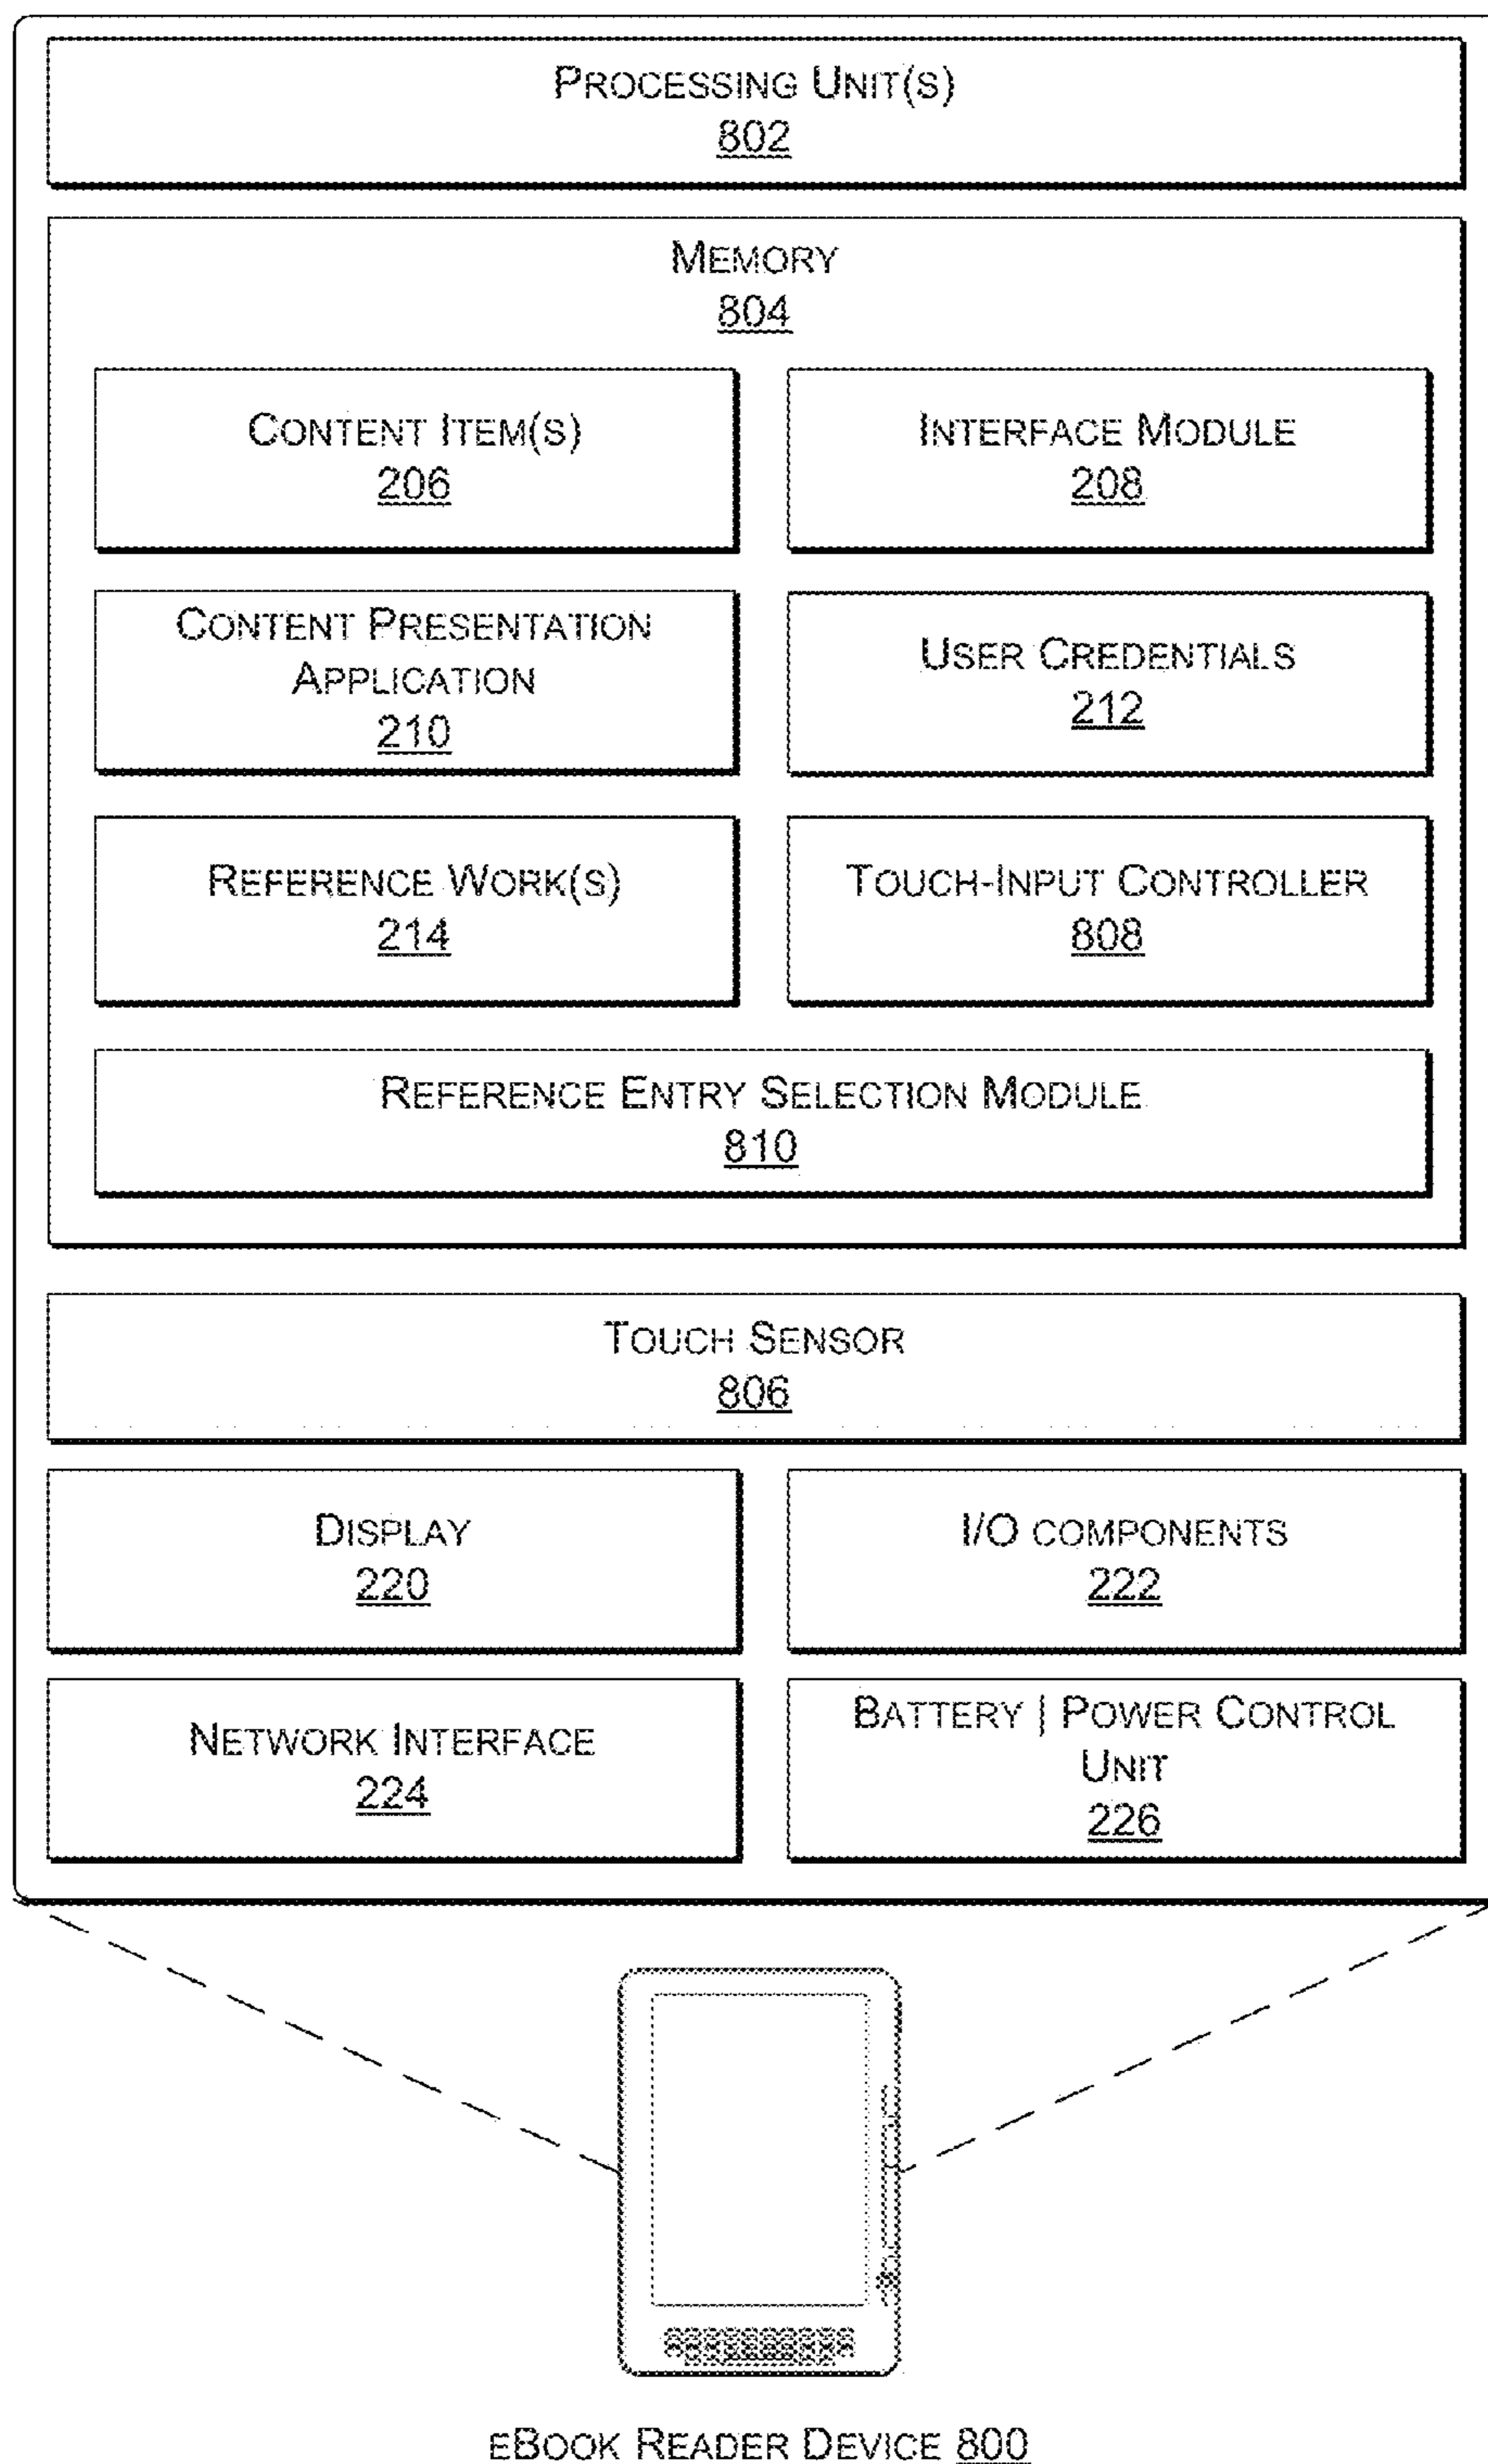 PROCESSING UNIT(S)
802
MEMORY
804
CONTENT ITEM(S)
206
INTERFACE MODULE
208
CONTENT PRESENTATION
APPLICATION
210
USER CREDENTIALS
212
REFERENCE WORK(S)
214
TOUCH-INPUT CONTROLLER
808
REFERENCE ENTRY SELECTION MODULE
810
TOUCH SENSOR
806
DISPLAY
220
I/O COMPONENTS
222
NETWORK INTERFACE
224
BATTERY | POWER CONTROL
UNIT
226
EBOOK READER DEVICE 800